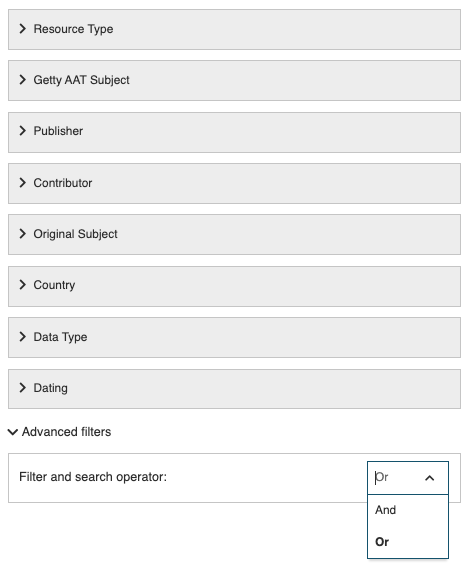 Resource Type
Getty AAT Subject
Publisher
Contributor
Original Subject
Country
Data Type
Dating
Advanced filters
Filter and search operator: Or
And
Or